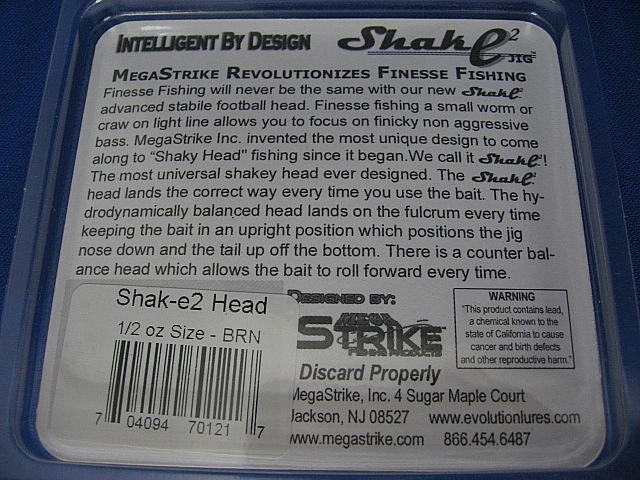 INTELLIGENT BY DESIGN
Shake2
JIG™
MEGASTRIKE REVOLUTIONIZES FINESSE FISHING
Finesse Fishing will never be the same with our new Shake2
advanced stabile football head. Finesse fishing a small worm or
craw on light line allows you to focus on finicky non aggressive
bass. MegaStrike Inc. invented the most unique design to come
along to "Shaky Head" fishing since it began.We call it Shake2!
The most universal shakey head ever designed. The Shake2
head lands the correct way every time you use the bait. The hy-
drodynamically balanced head lands on the fulcrum every time
keeping the bait in an upright position which positions the jig
nose down and the tail up off the bottom. There is a counter bal-
ance head which allows the bait to roll forward every time.
Shak-e2 Head
1/2 oz Size - BRN
7 04094 70121 7
DESIGNED BY:
MEGA
STRIKE
FISHING PRODUCTS
Discard Properly
MegaStrike, Inc. 4 Sugar Maple Court
Jackson, NJ 08527 www.evolutionlures.com
www.megastrike.com 866.454.6487
WARNING
"This product contains lead,
a chemical known to the
state of California to cause
cancer and birth defects
and other reproductive harm."